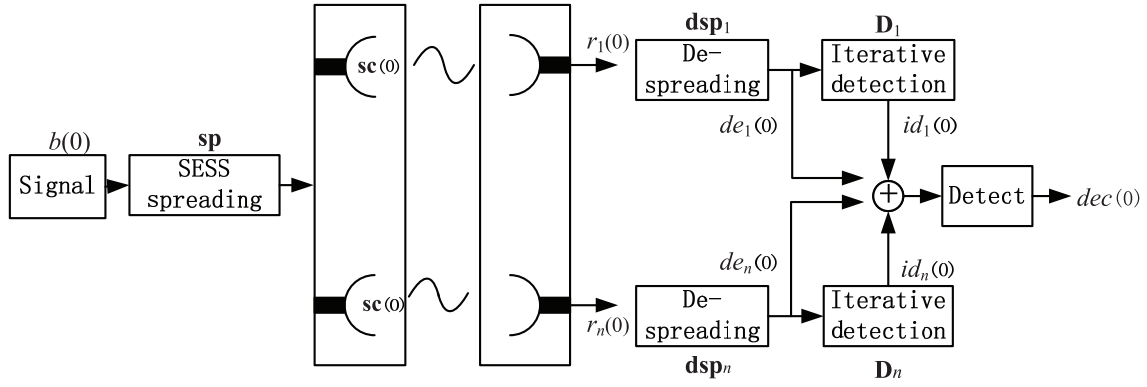 b(0)
Signal
sp
SESS
spreading
sc(0)
sc(0)
r1(0)
rn(0)
dsp1
De-
spreading
D1
Iterative
detection
de1(0)
id1(0)
+
Detect
dec(0)
den(0)
idn(0)
De-
spreading
dspn
Iterative
detection
Dn